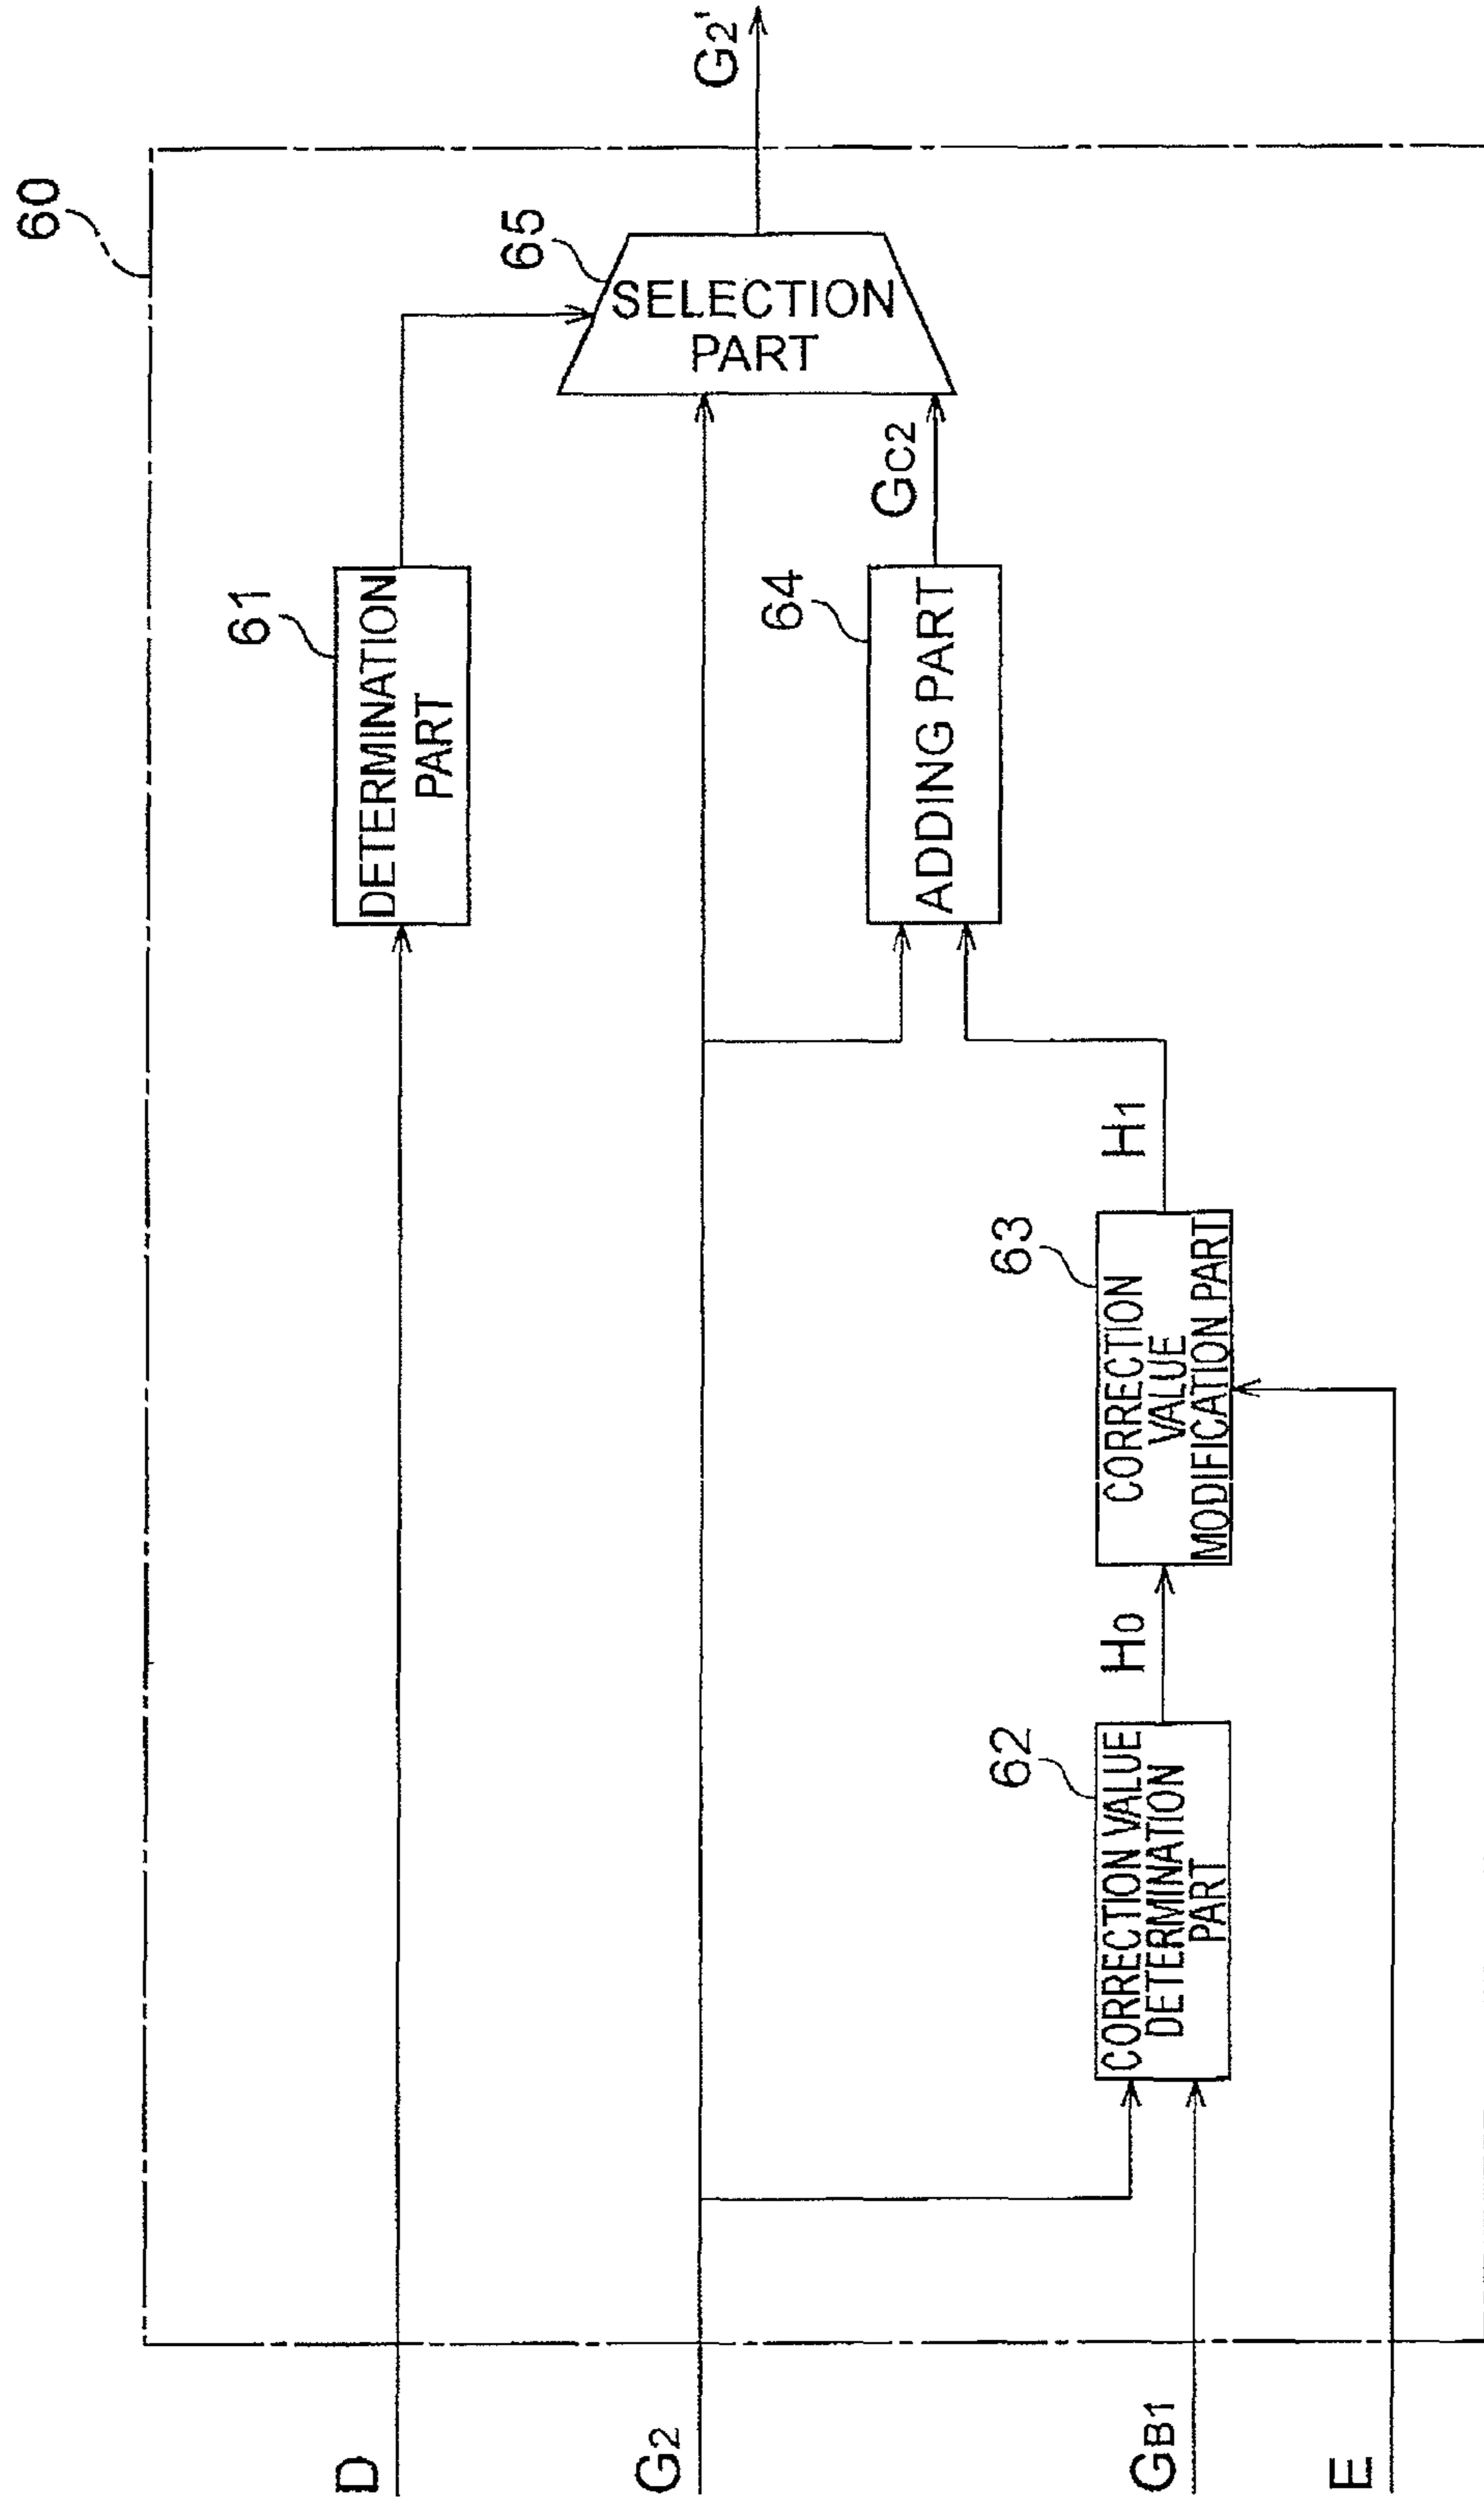 60
D
61
DETERMINATION
PART
65
SELECTION
PART
G2'
G2
64
ADDING PART
GC2
GB1
62
CORRECTION VALUE
DETERMINATION
PART
H0
63
CORRECTION
VALUE
MODIFICATION PART
H1
E